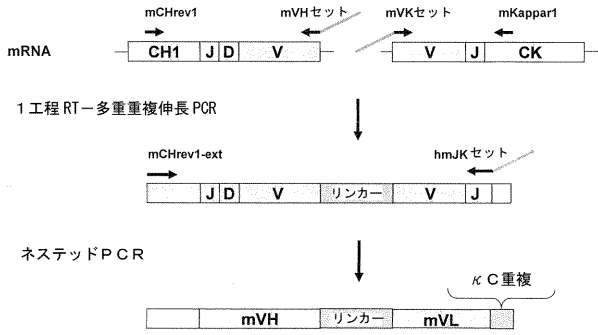 mCHrev1 mVHセット mVKセット mKappar1
mRNA CH1 J D V V J CK
1工程RT-多重重複伸長PCR
mCHrev1-ext hmJKセット
J D V リンカー V J
ネステッドPCR
κC重複
mVH リンカー mVL